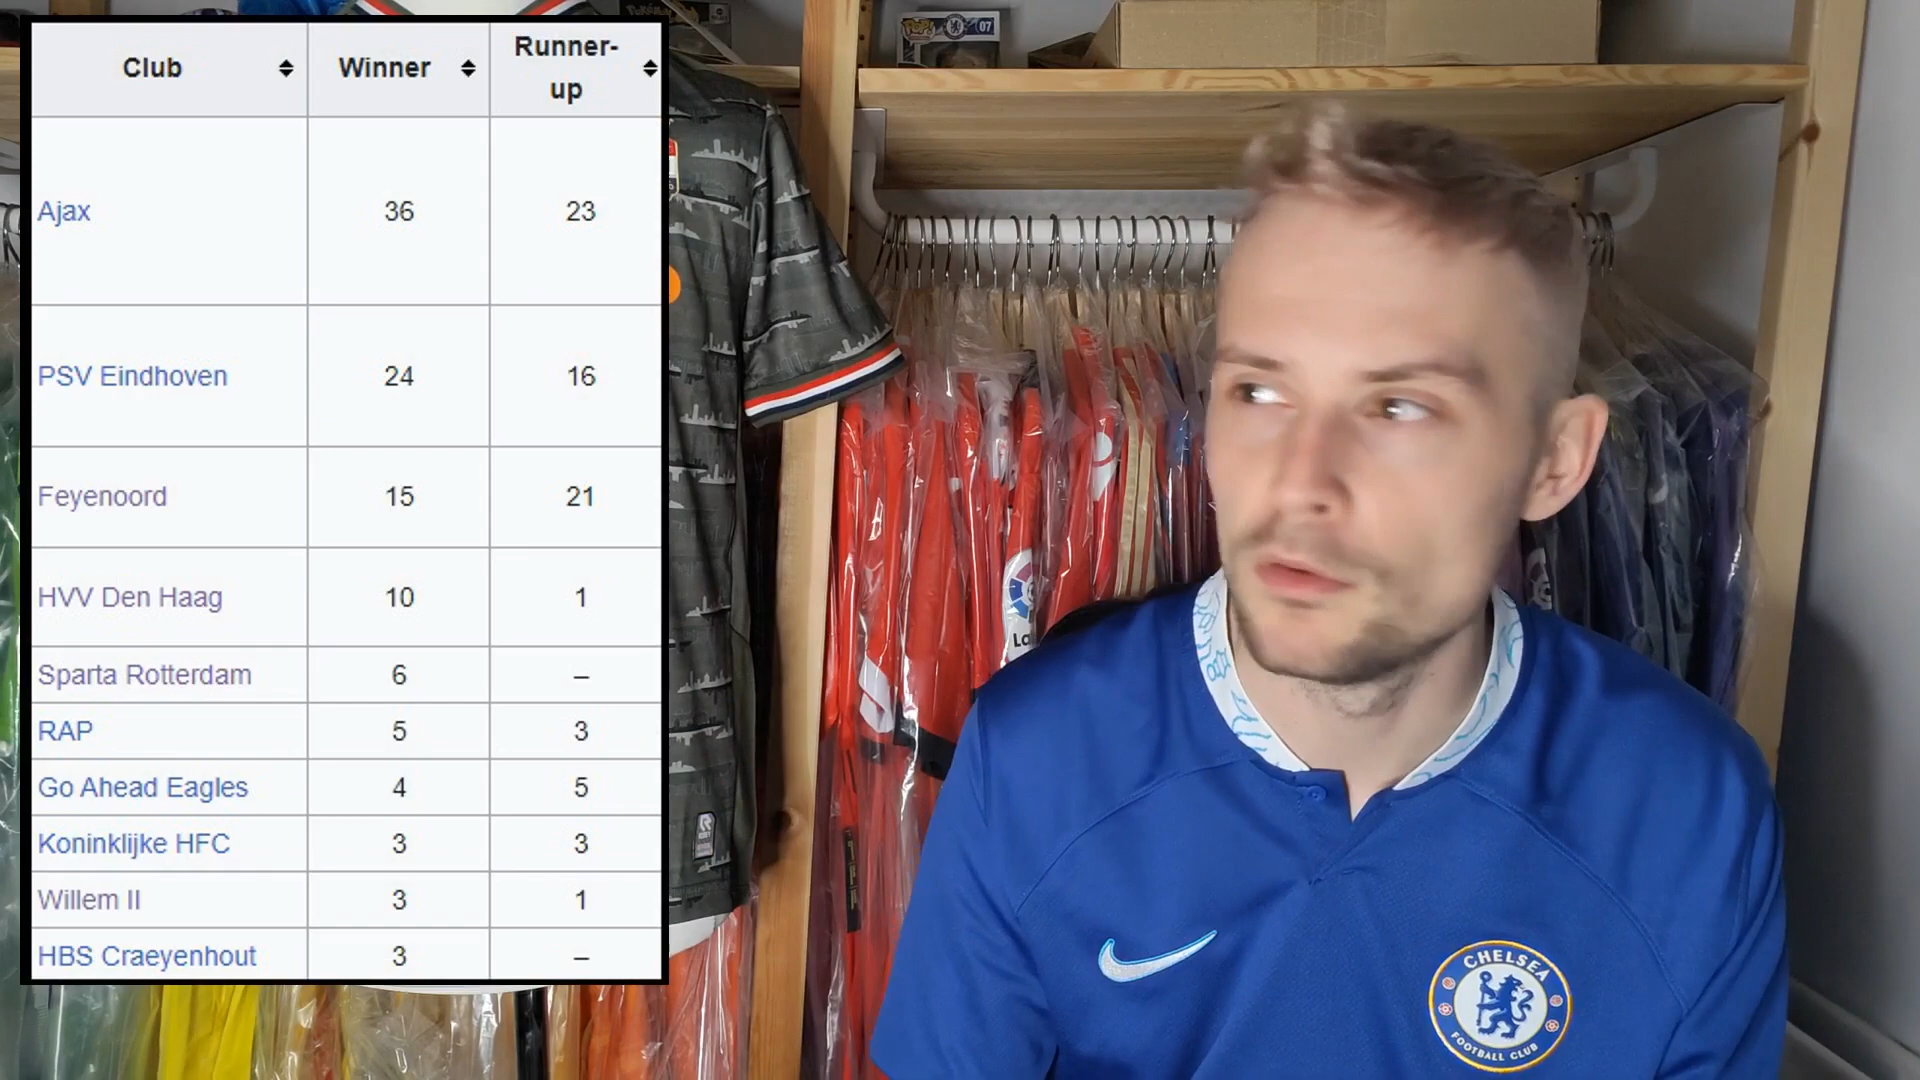 Club Winner Runner-
up
Ajax 36 23
PSV Eindhoven 24 16
Feyenoord 15 21
HVV Den Haag 10 1
Sparta Rotterdam 6 –
RAP 5 3
Go Ahead Eagles 4 5
Koninklijke HFC 3 3
Willem II 3 1
HBS Craeyenhout 3 –
POP!
07
CHELSEA
FOOTBALL CLUB